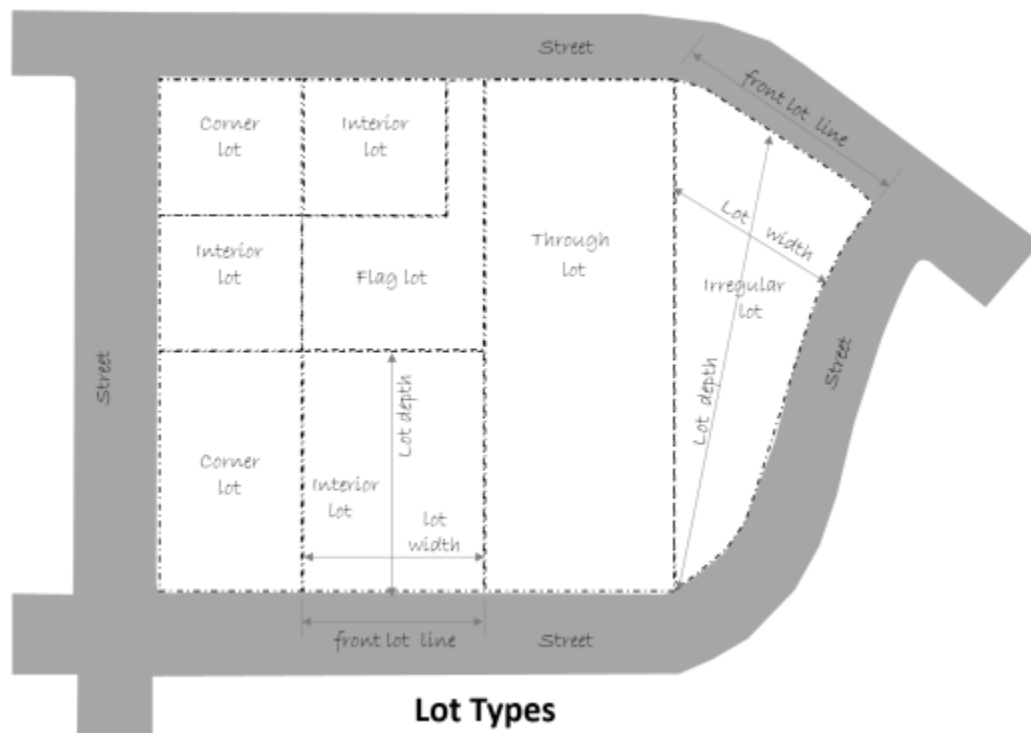 Street
front lot line
Corner
lot
Interior
lot
Lot width
Interior
lot
Flag lot
Through
lot
Irregular
lot
Street
Street
Lot depth
Lot depth
Corner
lot
Interior
lot
lot
width
front lot line
Street
Lot Types